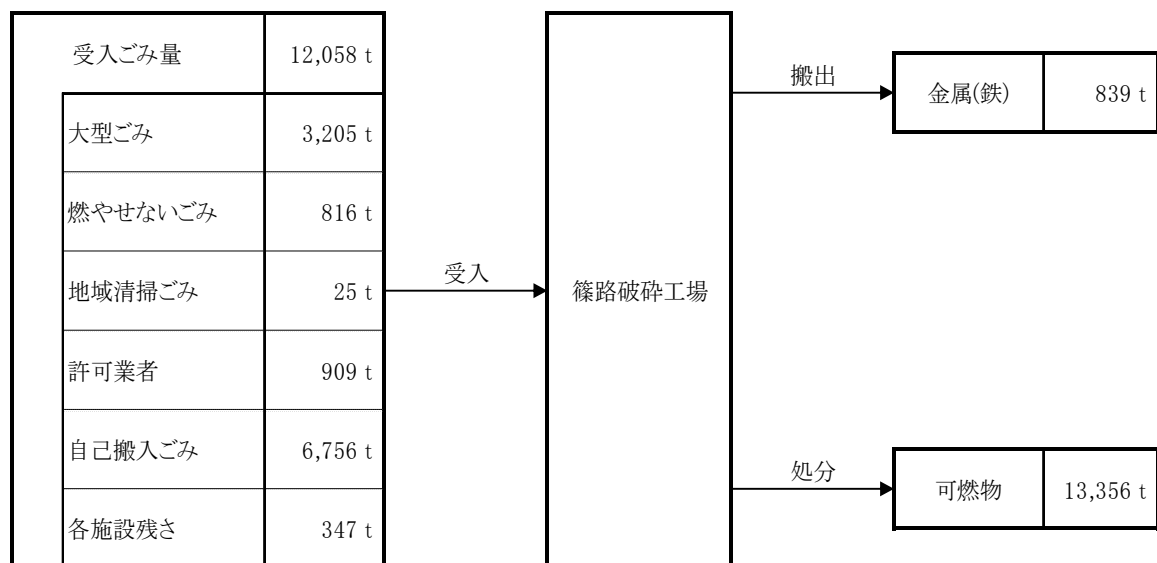 受入ごみ量 12,058 t
大型ごみ 3,205 t
燃やせないごみ 816 t
地域清掃ごみ 25 t
許可業者 909 t
自己搬入ごみ 6,756 t
各施設残さ 347 t
受入
篠路破砕工場
搬出
金属(鉄) 839 t
処分
可燃物 13,356 t